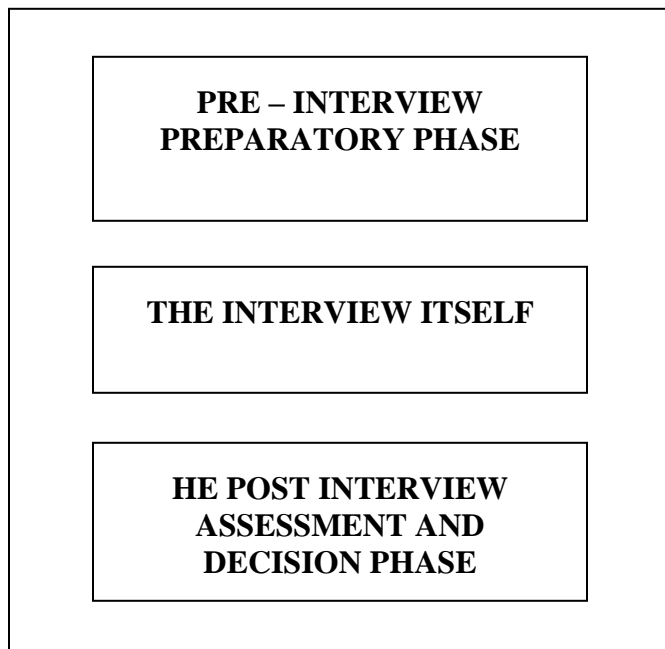 PRE – INTERVIEW
PREPARATORY PHASE
THE INTERVIEW ITSELF
HE POST INTERVIEW
ASSESSMENT AND
DECISION PHASE